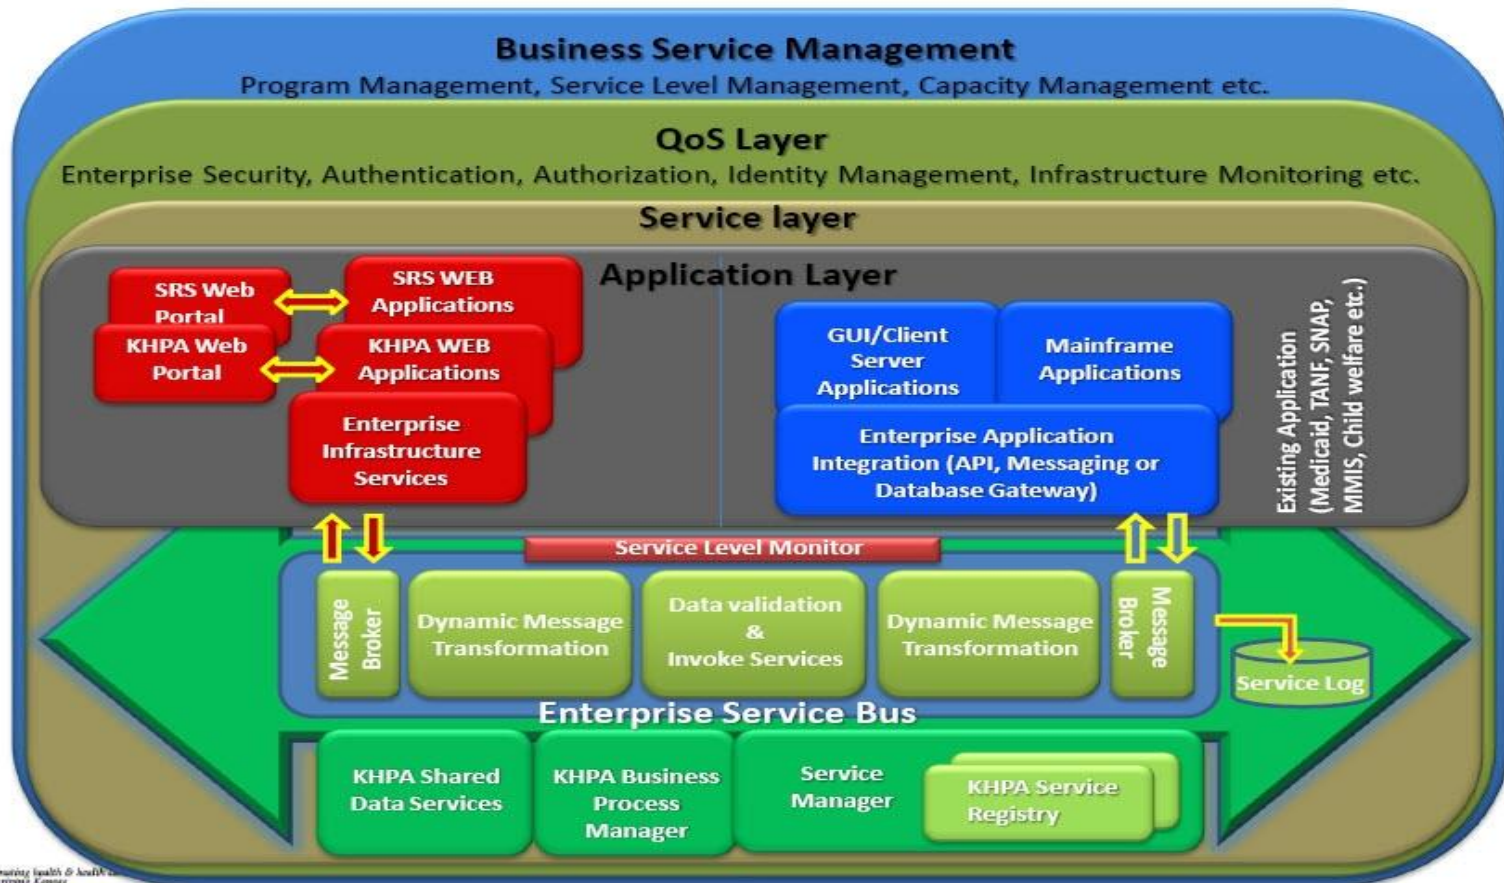 Business Service Management
Program Management, Service Level Management, Capacity Management etc.
QoS Layer
Enterprise Security, Authentication, Authorization, Identity Management, Infrastructure Monitoring etc.
Service layer
Application Layer
SRS Web
Portal
SRS WEB
Applications
KHPA Web
Portal
KHPA WEB
Applications
Enterprise
Infrastructure
Services
GUI/Client
Server
Applications
Mainframe
Applications
Enterprise Application
Integration (API, Messaging or
Database Gateway)
Existing Application
(Medicaid, TANF, SNAP,
MMIS, Child welfare etc.)
Service Level Monitor
Message
Broker
Dynamic Message
Transformation
Data validation
&
Invoke Services
Dynamic Message
Transformation
Message
Broker
Service Log
Enterprise Service Bus
KHPA Shared
Data Services
KHPA Business
Process
Manager
Service
Manager
KHPA Service
Registry
health & health
Kansas